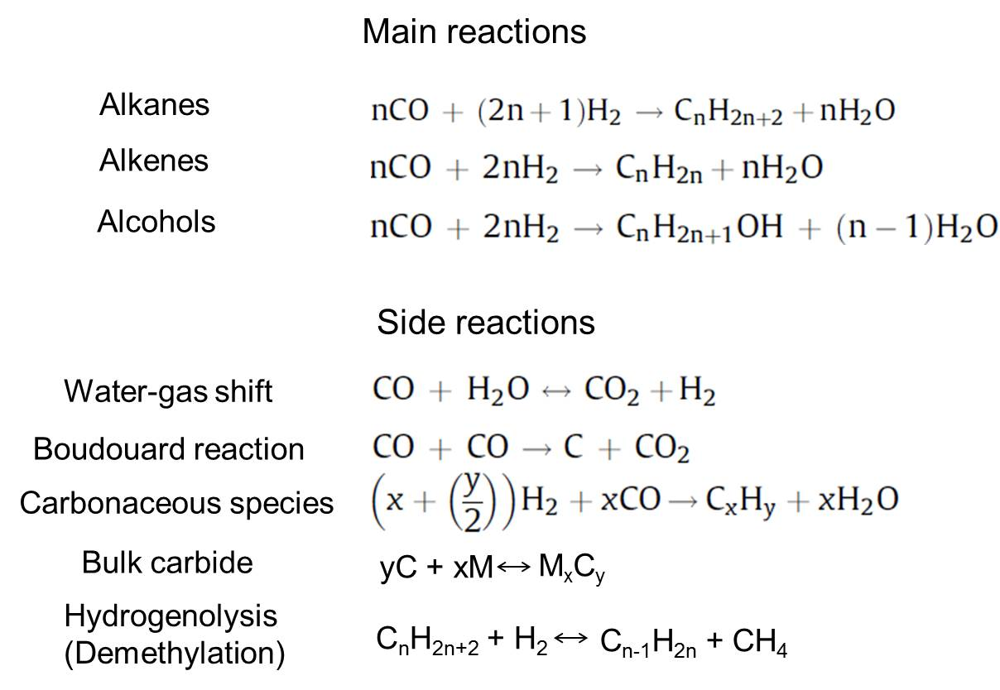 Main reactions
Alkanes nCO + (2n + 1)H₂ → CₙH₂ₙ₊₂ + nH₂O
Alkenes nCO + 2nH₂ → CₙH₂ₙ + nH₂O
Alcohols nCO + 2nH₂ → CₙH₂ₙ₊₁OH + (n − 1)H₂O
Side reactions
Water-gas shift CO + H₂O ↔ CO₂ + H₂
Boudouard reaction CO + CO → C + CO₂
Carbonaceous species (x + (y/2))H₂ + xCO → CₓHᵧ + xH₂O
Bulk carbide yC + xM ↔ MₓCᵧ
Hydrogenolysis
(Demethylation) CₙH₂ₙ₊₂ + H₂ ↔ Cₙ₋₁H₂ₙ + CH₄